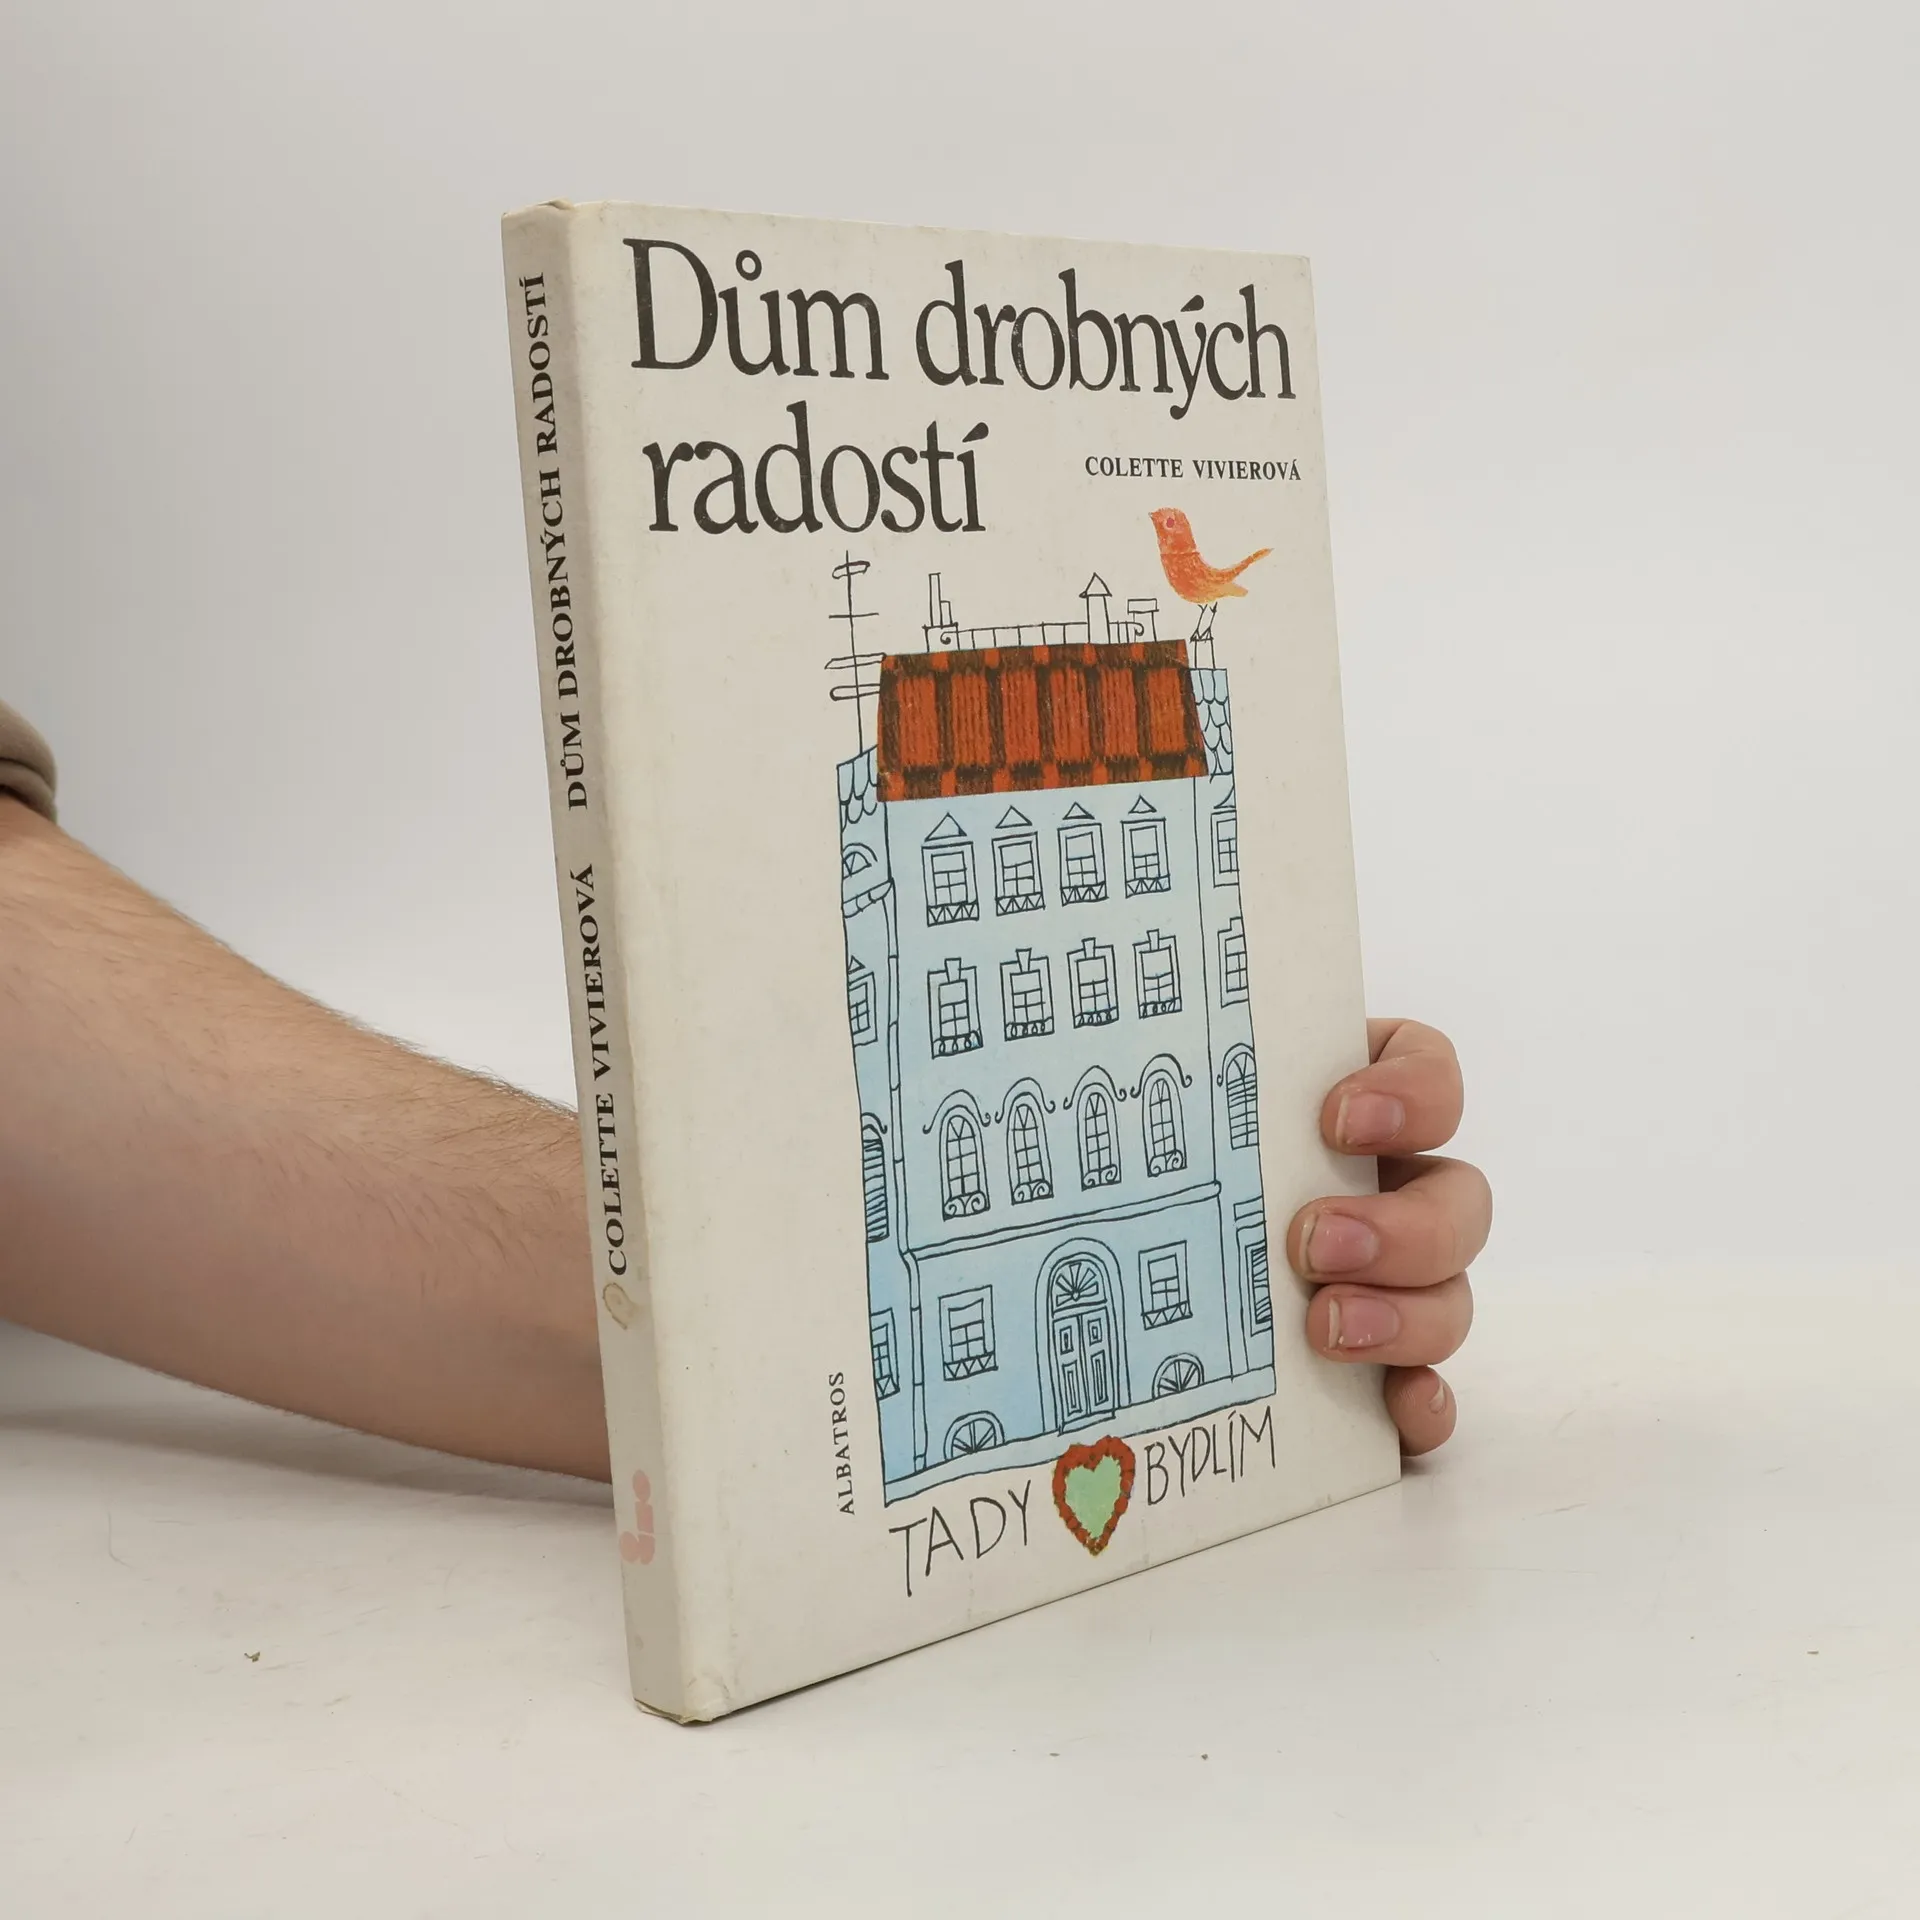 Dům drobných
radostí
COLETTE VIVIEROVÁ
ALBATROS
TADY BYDLÍM
COLETTE VIVIEROVÁ DŮM DROBNÝCH RADOSTÍ